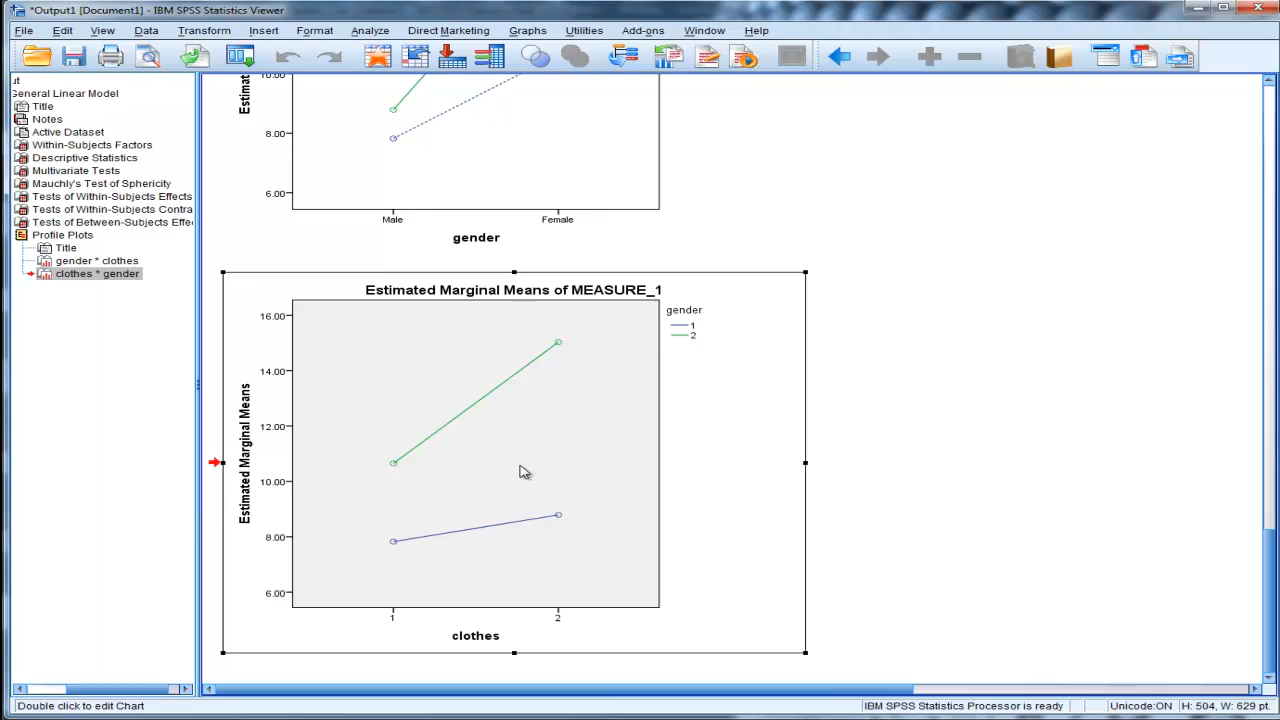 *Output1 [Document1] - IBM SPSS Statistics Viewer
File Edit View Data Transform Insert Format Analyze Direct Marketing Graphs Utilities Add-ons Window Help
ut
General Linear Model
Title
Notes
Active Dataset
Within-Subjects Factors
Descriptive Statistics
Multivariate Tests
Mauchly's Test of Sphericity
Tests of Within-Subjects Effects
Tests of Within-Subjects Contra
Tests of Between-Subjects Effec
Profile Plots
Title
gender * clothes
clothes * gender
Estimat
10.00
8.00
6.00
Male Female
gender
Estimated Marginal Means of MEASURE_1
gender
1
2
Estimated Marginal Means
16.00
14.00
12.00
10.00
8.00
6.00
1 2
clothes
Double click to edit Chart IBM SPSS Statistics Processor is ready Unicode:ON H: 504, W: 629 pt.